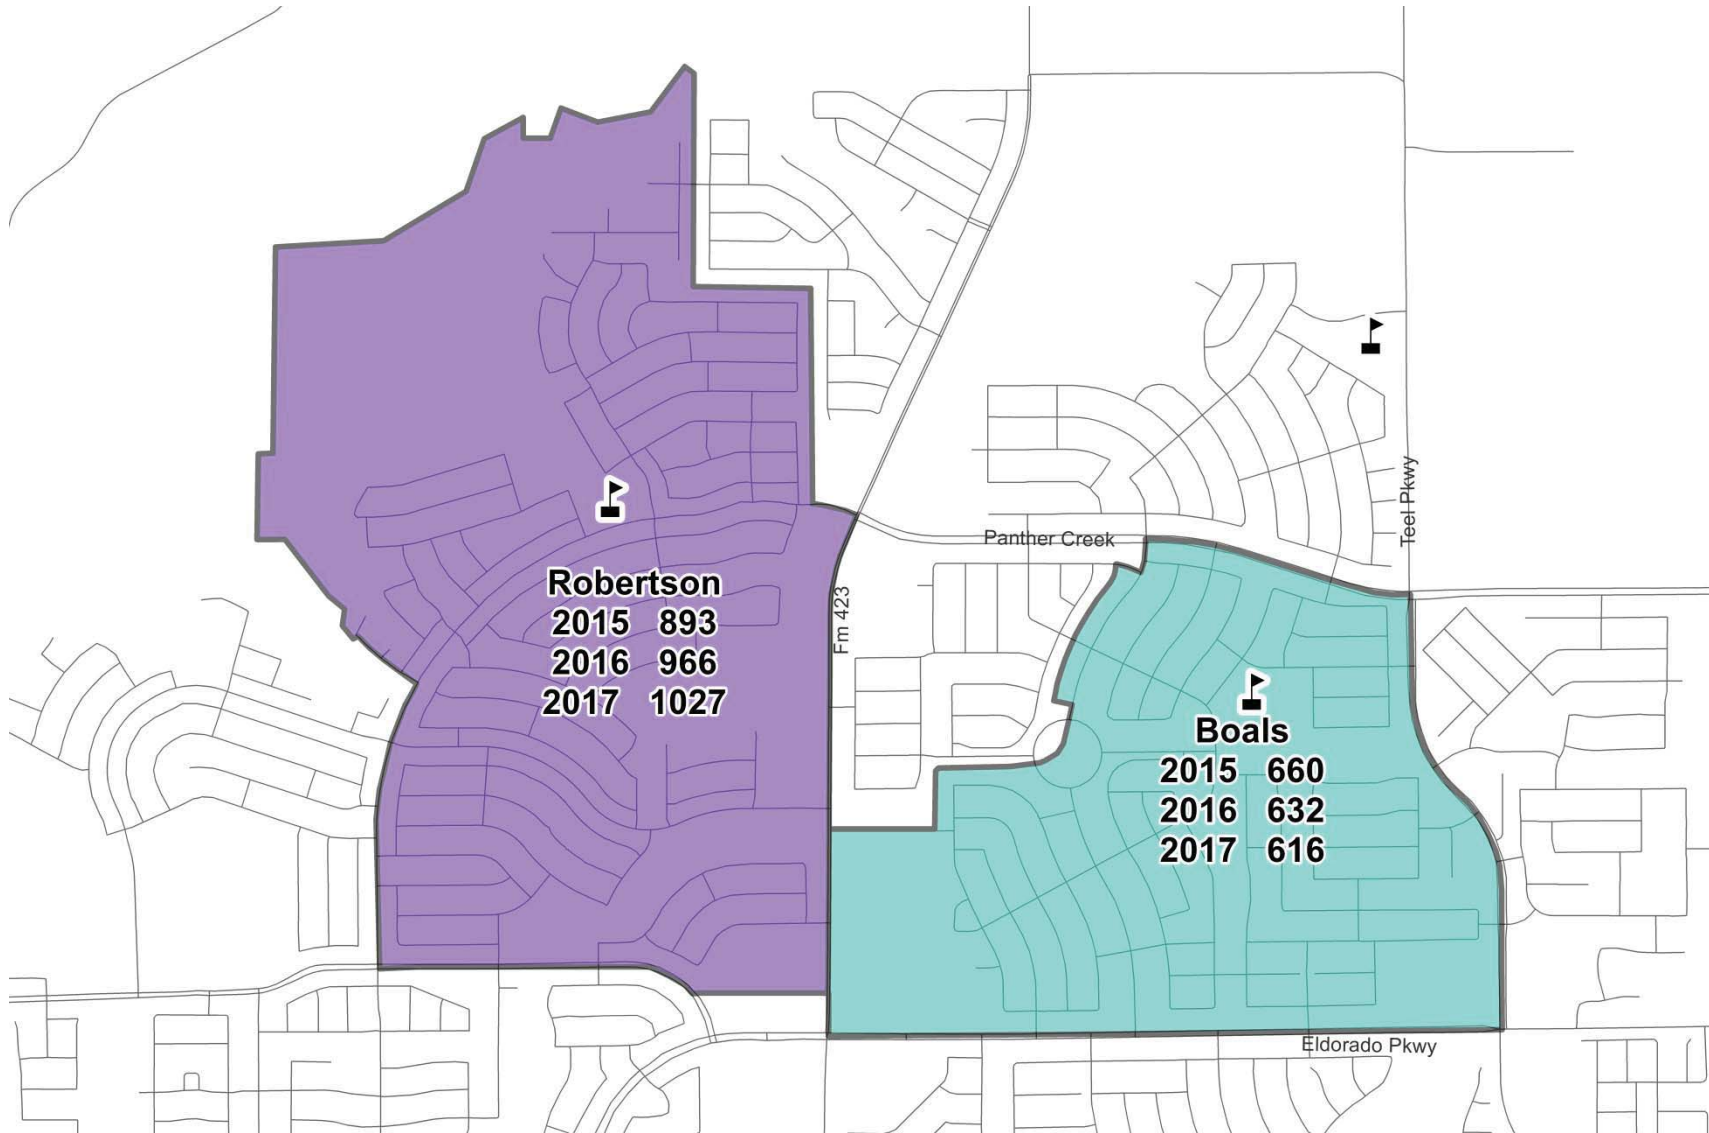 Panther Creek
Teel Pkwy
Robertson
2015 893
2016 966
2017 1027
Fm 423
Boals
2015 660
2016 632
2017 616
Eldorado Pkwy